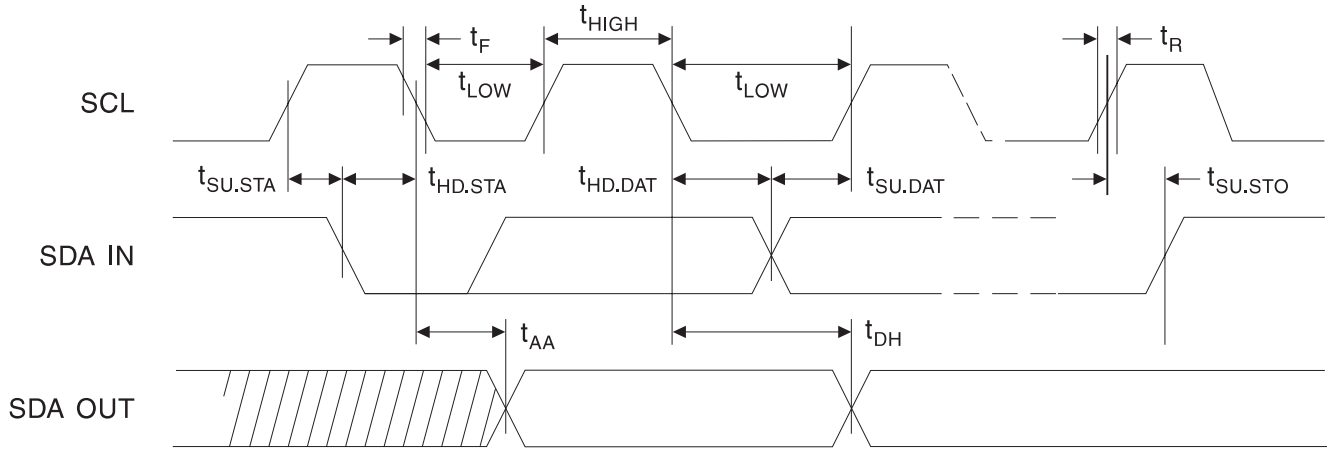 tHIGH
tF
tR
tLOW
tLOW
SCL
tSU.STA
tHD.STA
tHD.DAT
tSU.DAT
tSU.STO
SDA IN
tAA
tDH
SDA OUT